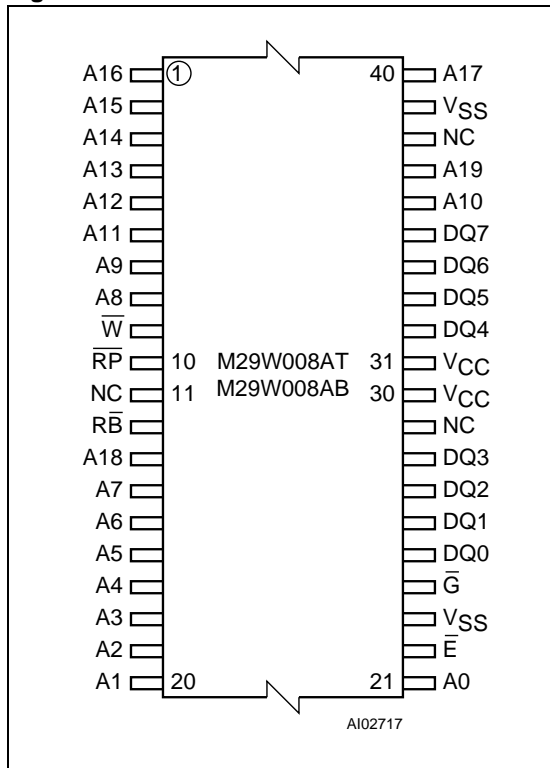 A16 1 40 A17
A15 VSS
A14 NC
A13 A19
A12 A10
A11 DQ7
A9 DQ6
A8 DQ5
W̅ DQ4
R̅P̅ 10 M29W008AT 31 VCC
NC 11 M29W008AB 30 VCC
RB̅ NC
A18 DQ3
A7 DQ2
A6 DQ1
A5 DQ0
A4 G̅
A3 VSS
A2 E̅
A1 20 21 A0
AI02717